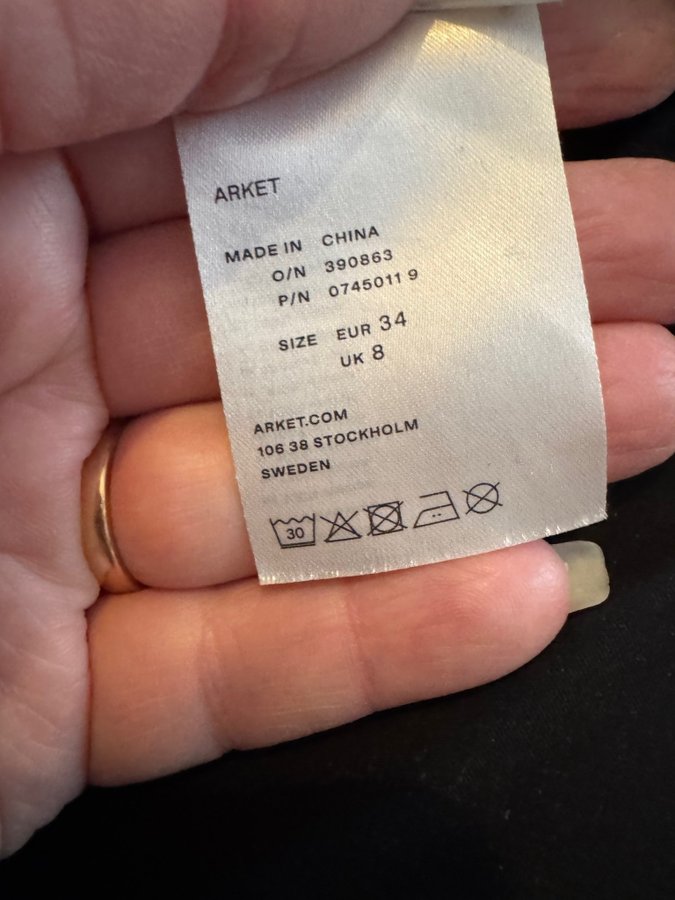 ARKET
MADE IN CHINA
O/N 390863
P/N 0745011 9
SIZE EUR 34
UK 8
ARKET.COM
106 38 STOCKHOLM
SWEDEN
30